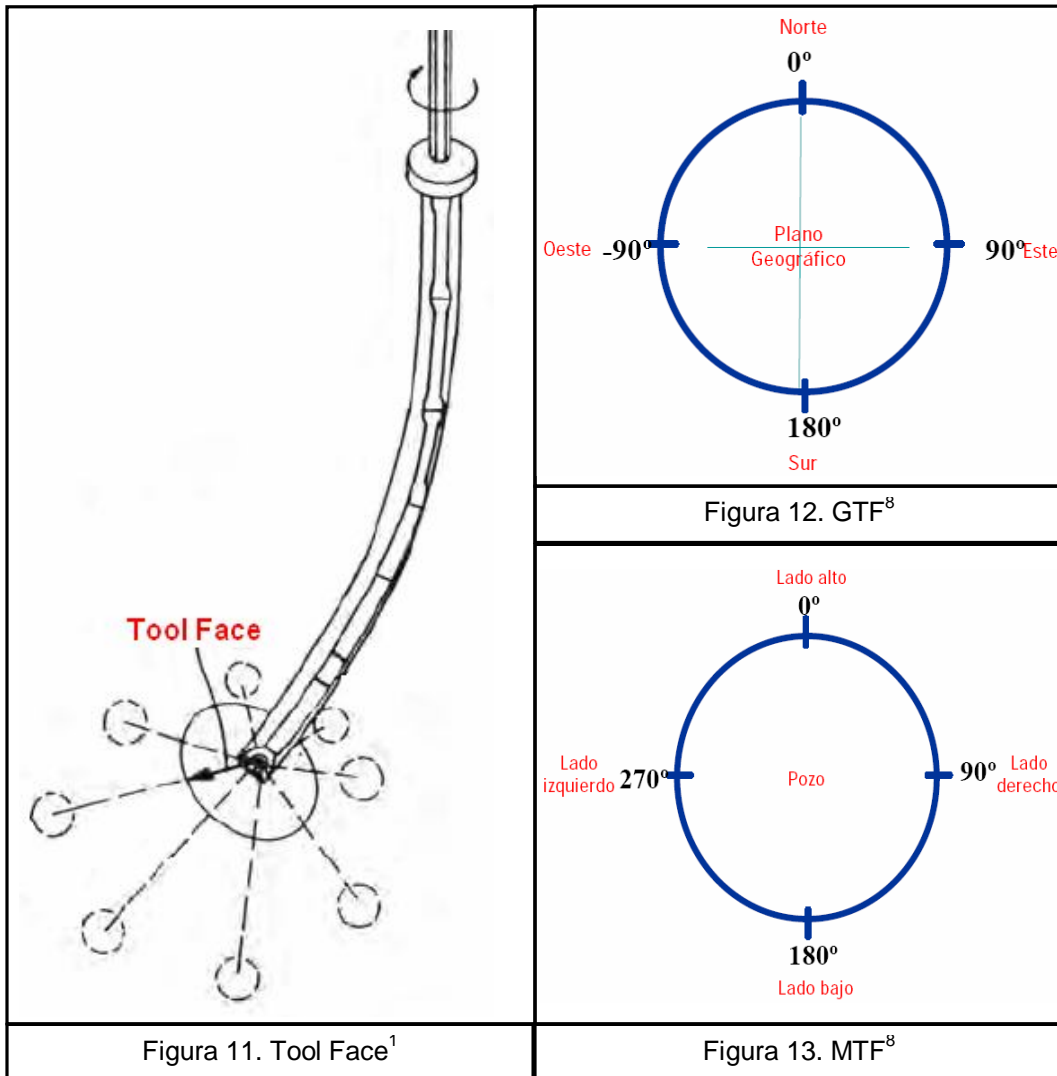 Tool Face
Figura 11. Tool Face1
Norte
0º
Oeste -90º
Plano
Geográfico
90º Este
180º
Sur
Figura 12. GTF8
Lado alto
0º
Lado
izquierdo 270º
Pozo
90º Lado
derecho
180º
Lado bajo
Figura 13. MTF8